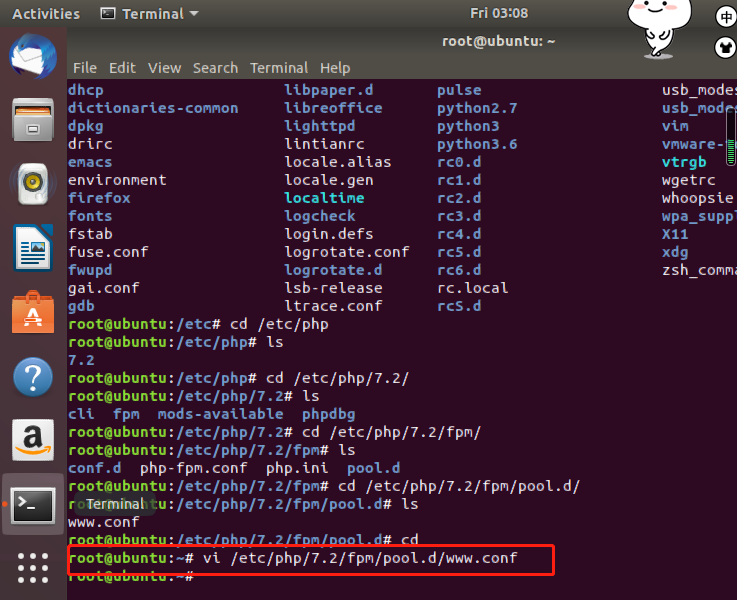 Activities Terminal Fri 03:08 中
root@ubuntu: ~
File Edit View Search Terminal Help
dhcp libpaper.d pulse usb_modes
dictionaries-common libreoffice python2.7 usb_modes
dpkg lighttpd python3 vim
drirc lintianrc python3.6 vmware-
emacs locale.alias rc0.d vtrgb
environment locale.gen rc1.d wgetrc
firefox localtime rc2.d whoopsie
fonts logcheck rc3.d wpa_suppl
fstab login.defs rc4.d X11
fuse.conf logrotate.conf rc5.d xdg
fwupd logrotate.d rc6.d zsh_comma
gai.conf lsb-release rc.local
gdb ltrace.conf rcS.d
root@ubuntu:/etc# cd /etc/php
root@ubuntu:/etc/php# ls
7.2
root@ubuntu:/etc/php# cd /etc/php/7.2/
root@ubuntu:/etc/php/7.2# ls
cli fpm mods-available phpdbg
root@ubuntu:/etc/php/7.2# cd /etc/php/7.2/fpm/
root@ubuntu:/etc/php/7.2/fpm# ls
conf.d php-fpm.conf php.ini pool.d
root@ubuntu:/etc/php/7.2/fpm# cd /etc/php/7.2/fpm/pool.d/
root@ubuntu:/etc/php/7.2/fpm/pool.d# ls
Terminal
www.conf
root@ubuntu:/etc/php/7.2/fpm/pool.d# cd
root@ubuntu:~# vi /etc/php/7.2/fpm/pool.d/www.conf
root@ubuntu:~#